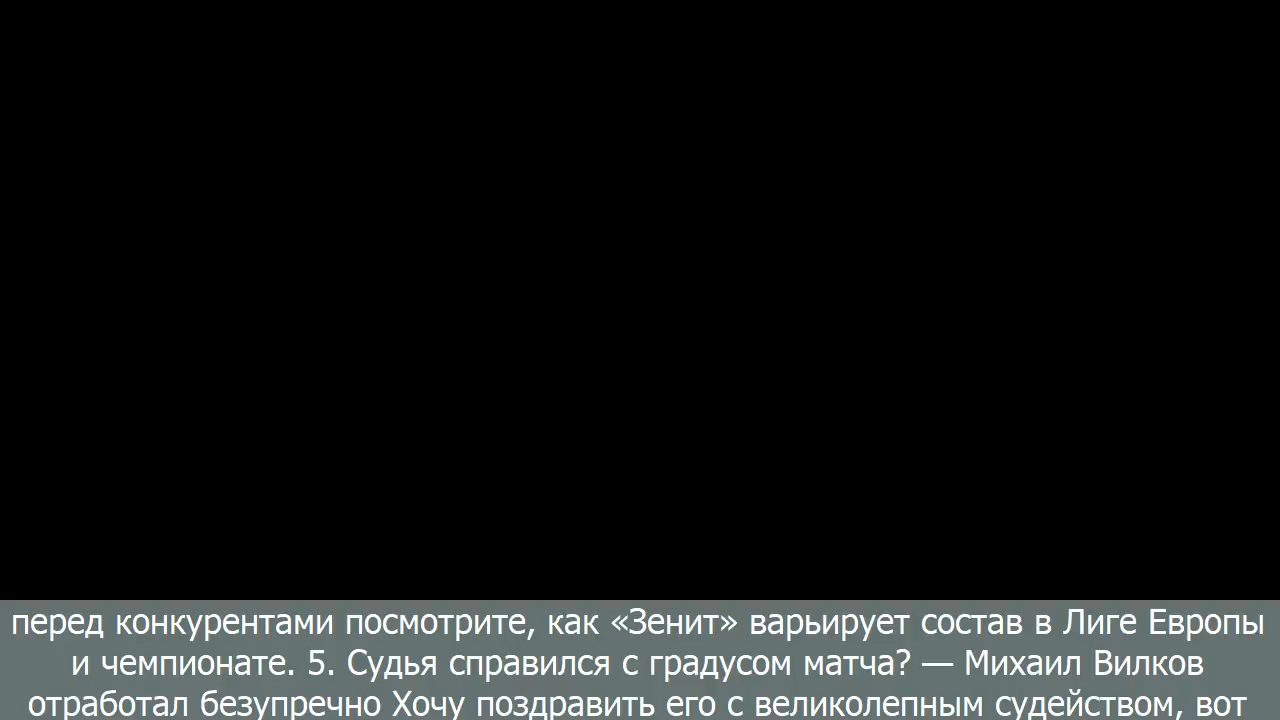 перед конкурентами посмотрите, как «Зенит» варьирует состав в Лиге Европы
и чемпионате. 5. Судья справился с градусом матча? — Михаил Вилков
отработал безупречно Хочу поздравить его с великолепным судейством, вот